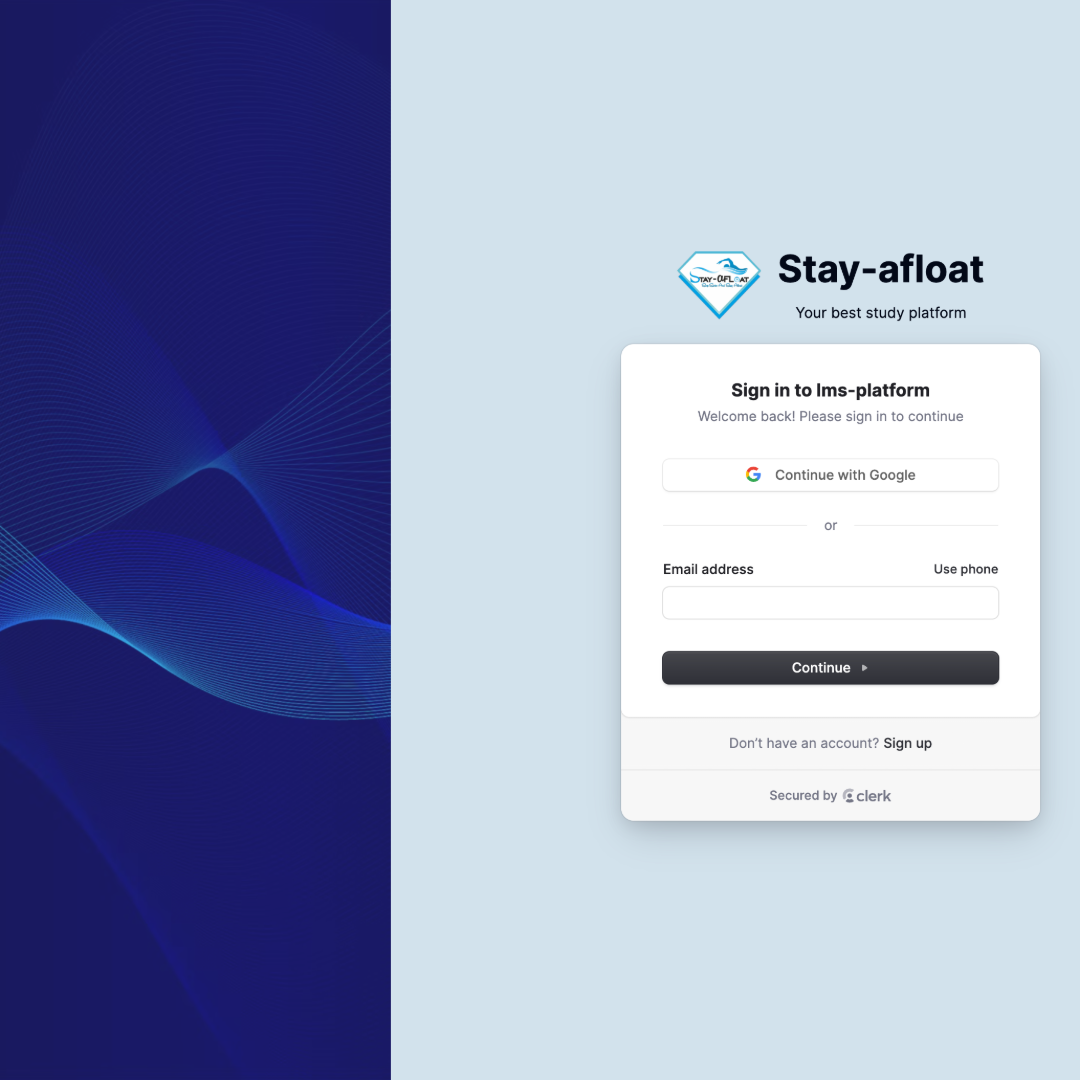 Stay-afloat
STAY-AFLOAT
Your best study platform
Sign in to lms-platform
Welcome back! Please sign in to continue
Continue with Google
or
Email address
Use phone
Continue
Don’t have an account? Sign up
Secured by clerk